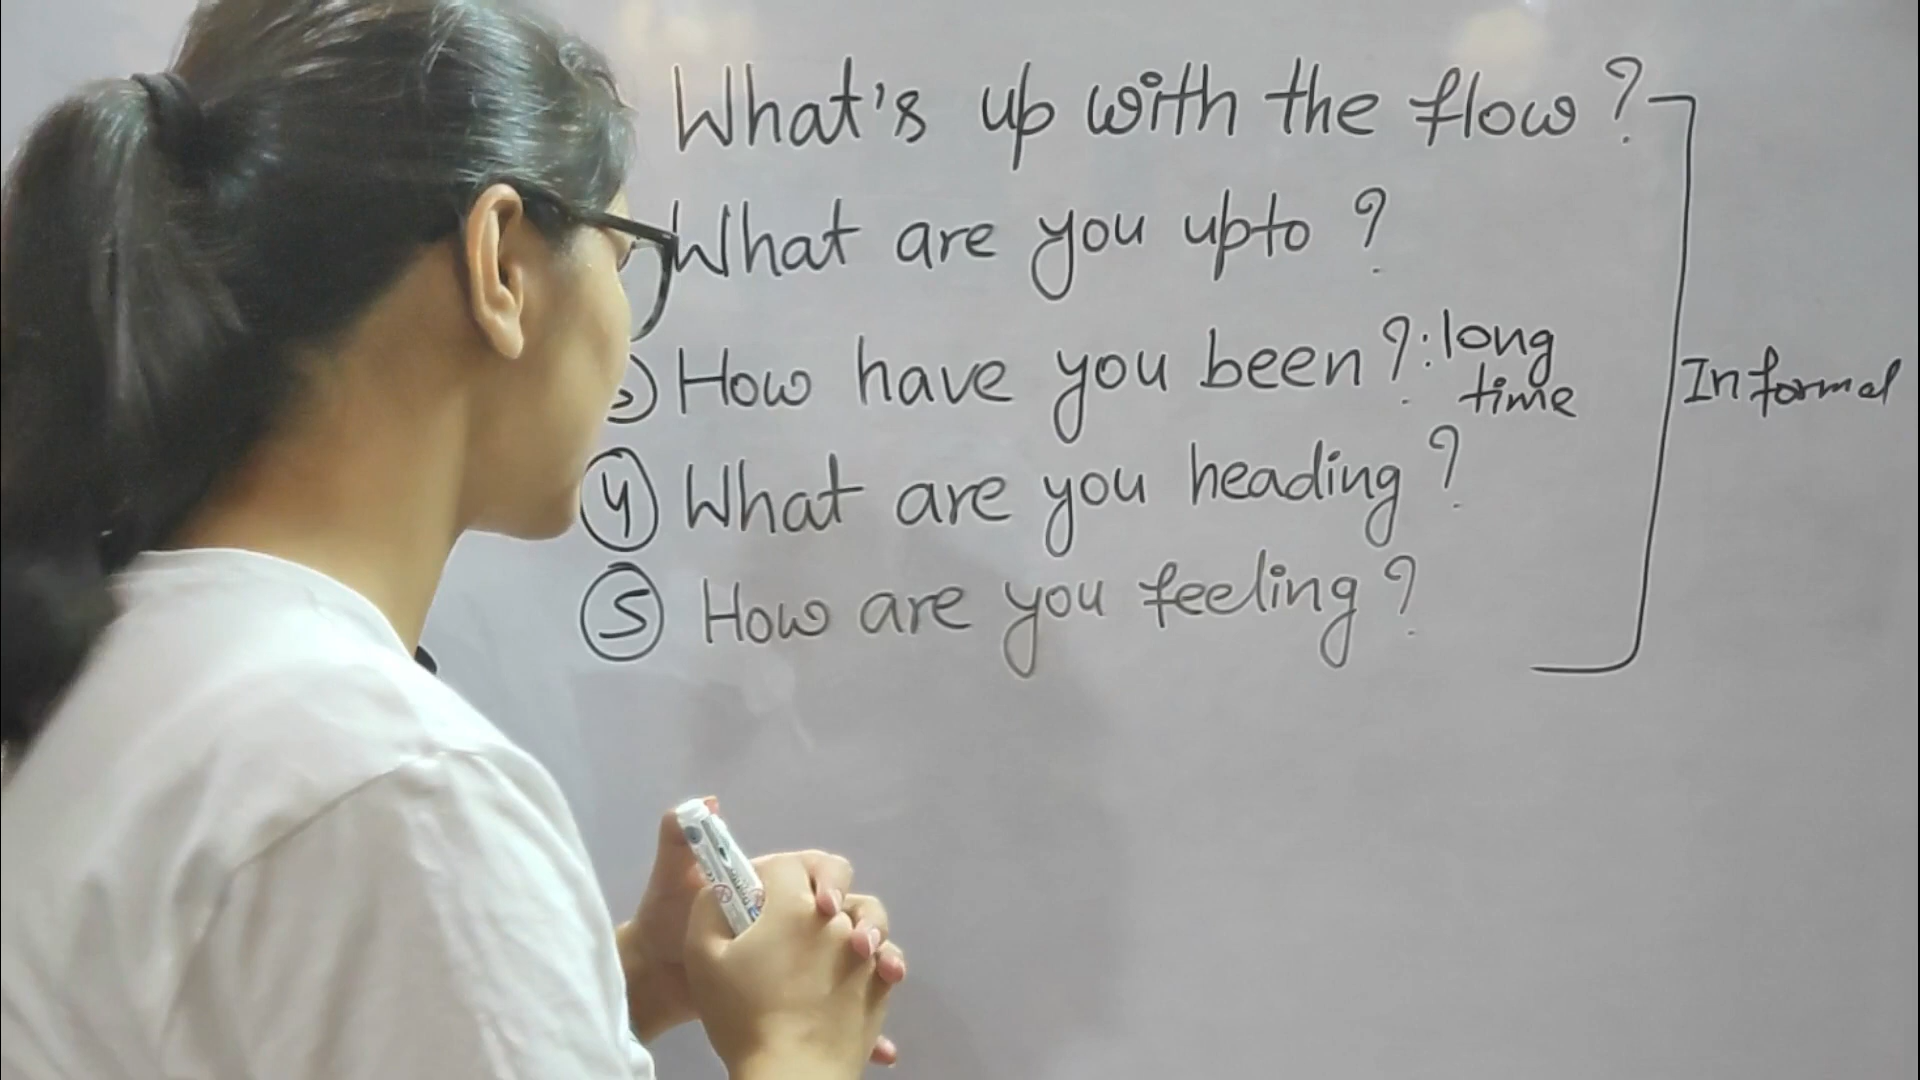 What's up with the flow?
What are you upto?
How have you been?: long time
④ What are you heading?
⑤ How are you feeling?
Informal